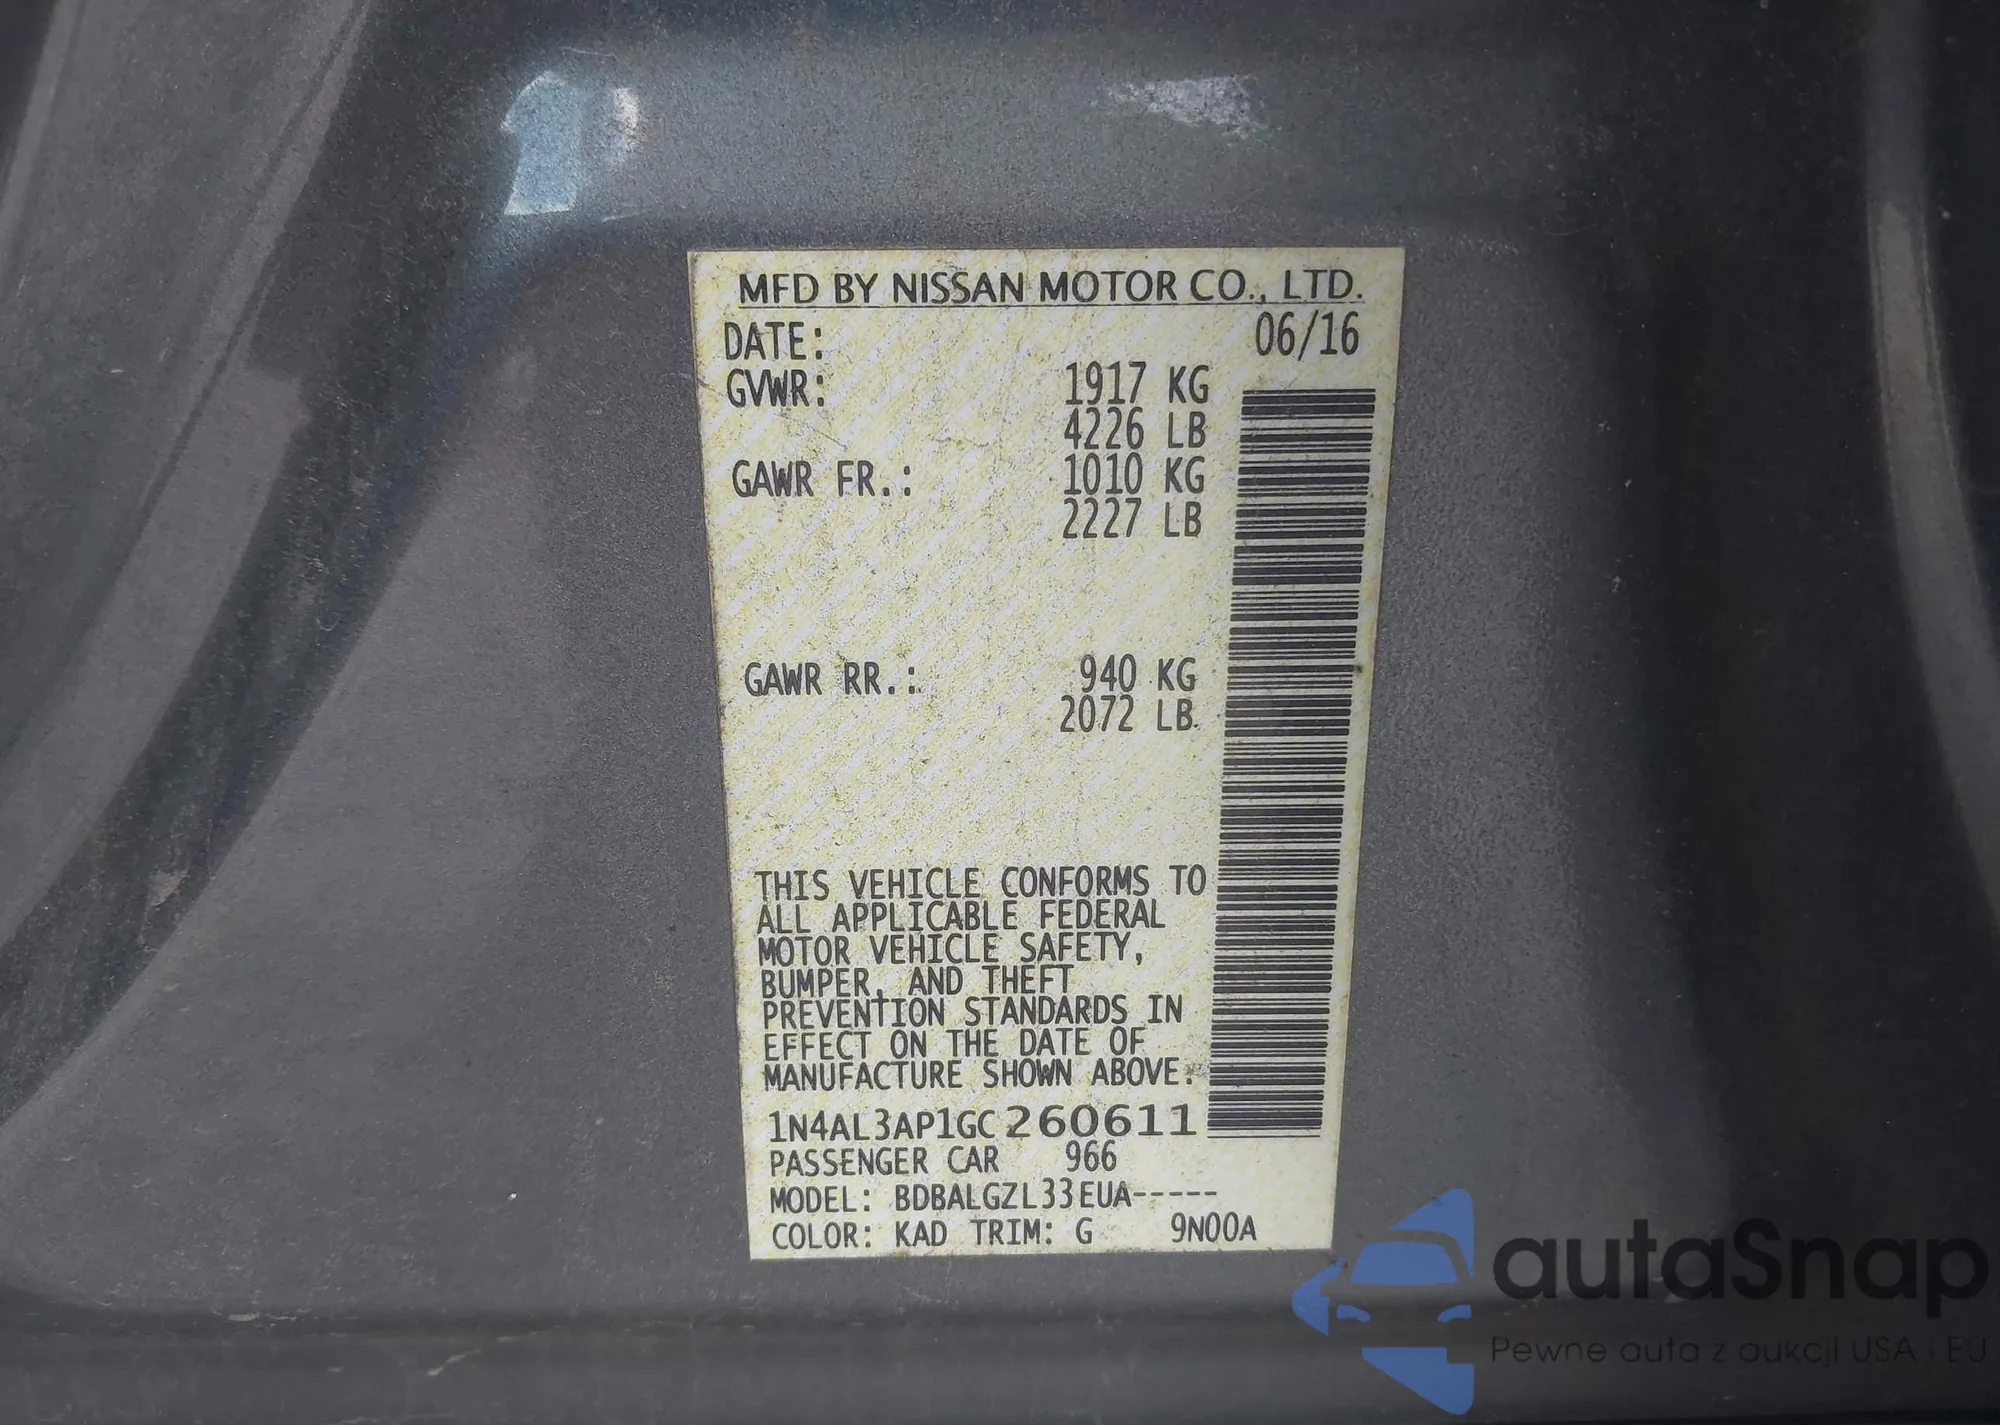 MFD BY NISSAN MOTOR CO., LTD.
DATE: 06/16
GVWR: 1917 KG
4226 LB
GAWR FR.: 1010 KG
2227 LB
GAWR RR.: 940 KG
2072 LB
THIS VEHICLE CONFORMS TO
ALL APPLICABLE FEDERAL
MOTOR VEHICLE SAFETY,
BUMPER, AND THEFT
PREVENTION STANDARDS IN
EFFECT ON THE DATE OF
MANUFACTURE SHOWN ABOVE.
1N4AL3AP1GC260611
PASSENGER CAR 966
MODEL: BDBALGZL33EUA-----
COLOR: KAD TRIM: G 9N00A
autaSnap
Pewne auta z aukcji USA i EU